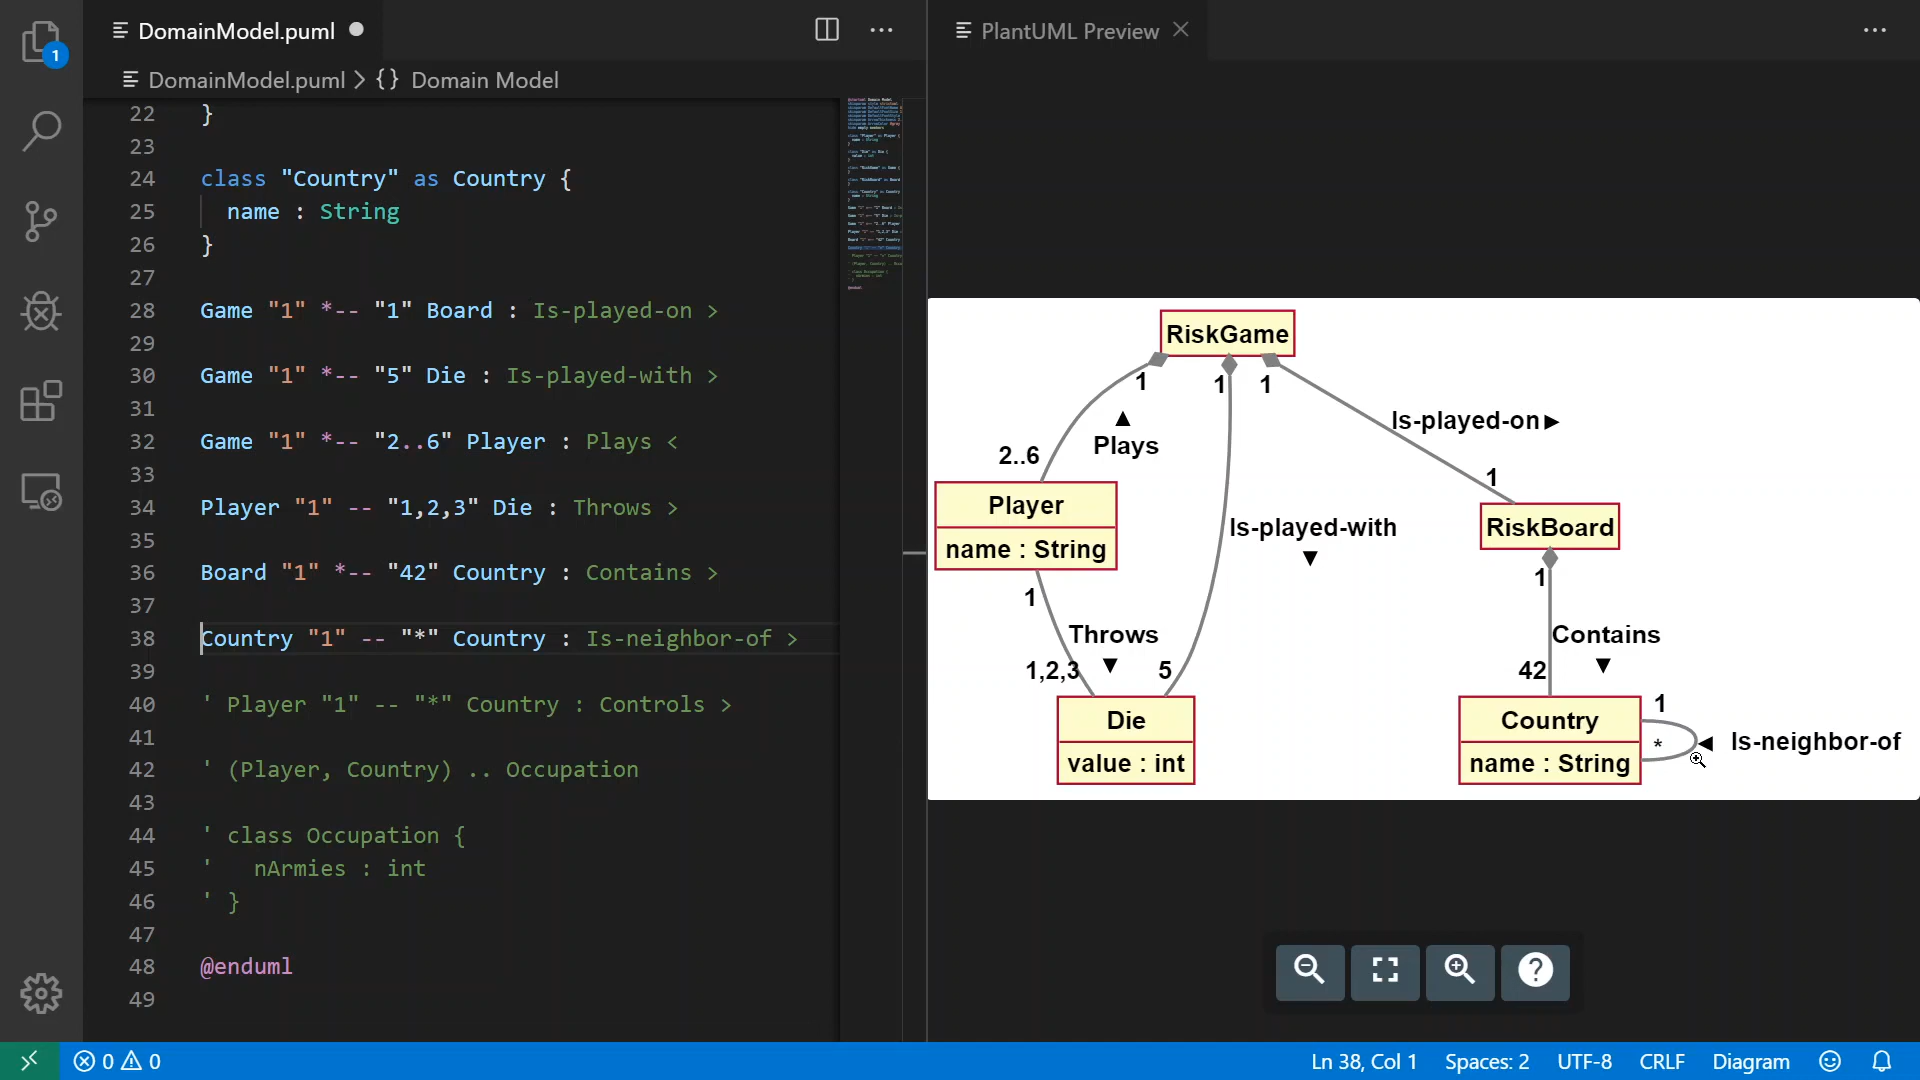 DomainModel.puml
PlantUML Preview
1
DomainModel.puml > {} Domain Model
22 }
23
24 class "Country" as Country {
25 name : String
26 }
27
28 Game "1" *-- "1" Board : Is-played-on >
29
30 Game "1" *-- "5" Die : Is-played-with >
31
32 Game "1" *-- "2..6" Player : Plays <
33
34 Player "1" -- "1,2,3" Die : Throws >
35
36 Board "1" *-- "42" Country : Contains >
37
38 Country "1" -- "*" Country : Is-neighbor-of >
39
40 ' Player "1" -- "*" Country : Controls >
41
42 ' (Player, Country) .. Occupation
43
44 ' class Occupation {
45 ' nArmies : int
46 ' }
47
48 @enduml
49
RiskGame
1 1 1
▲
Plays
Is-played-on ▶
2..6
1
Player
name : String
Is-played-with
▼
RiskBoard
1
1
Throws
▼
Contains
▼
1,2,3
5
42
Die
value : int
Country
name : String
1
*
◀ Is-neighbor-of
0 0
Ln 38, Col 1 Spaces: 2 UTF-8 CRLF Diagram